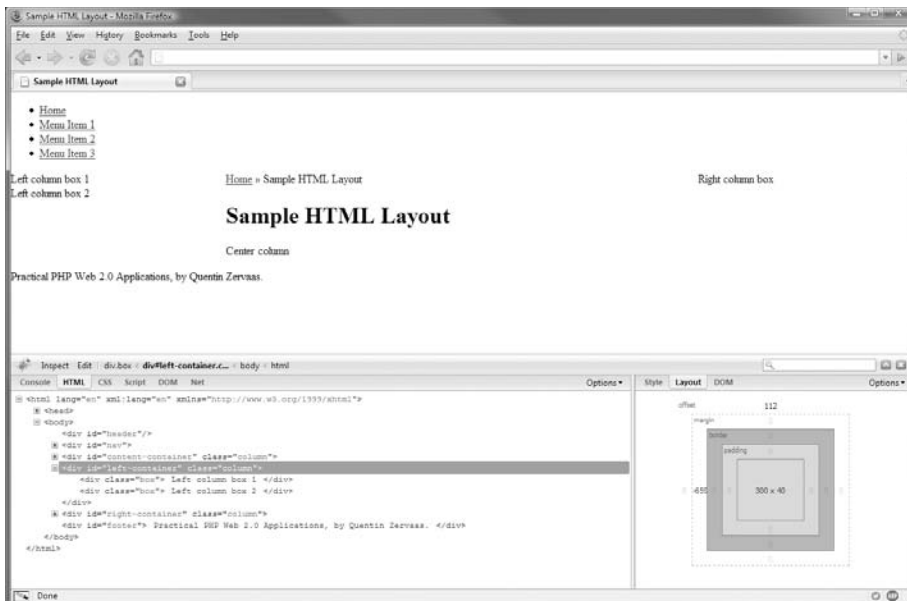 Sample HTML Layout - Mozilla Firefox
File Edit View History Bookmarks Tools Help
Sample HTML Layout
Home
Menu Item 1
Menu Item 2
Menu Item 3
Left column box 1
Left column box 2
Home » Sample HTML Layout
Sample HTML Layout
Center column
Right column box
Practical PHP Web 2.0 Applications, by Quentin Zervaas.
Inspect Edit div.box < div#left-container.c... < body < html
Console HTML CSS Script DOM Net Options
<html lang="en" xml:lang="en" xmlns="http://www.w3.org/1999/xhtml">
<head>
<body>
<div id="header"/>
<div id="nav">
<div id="content-container" class="column">
<div id="left-container" class="column">
<div class="box"> Left column box 1 </div>
<div class="box"> Left column box 2 </div>
</div>
<div id="right-container" class="column">
<div id="footer"> Practical PHP Web 2.0 Applications, by Quentin Zervaas. </div>
</body>
</html>
Style Layout DOM Options
offset 112
margin
border
padding
-655
300 x 40
Done